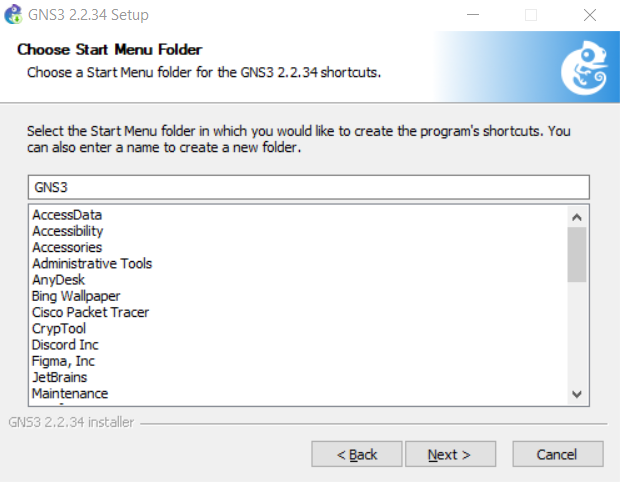 GNS3 2.2.34 Setup
Choose Start Menu Folder
Choose a Start Menu folder for the GNS3 2.2.34 shortcuts.
Select the Start Menu folder in which you would like to create the program's shortcuts. You
can also enter a name to create a new folder.
GNS3
AccessData
Accessibility
Accessories
Administrative Tools
AnyDesk
Bing Wallpaper
Cisco Packet Tracer
CrypTool
Discord Inc
Figma, Inc
JetBrains
Maintenance
GNS3 2.2.34 installer
< Back Next > Cancel